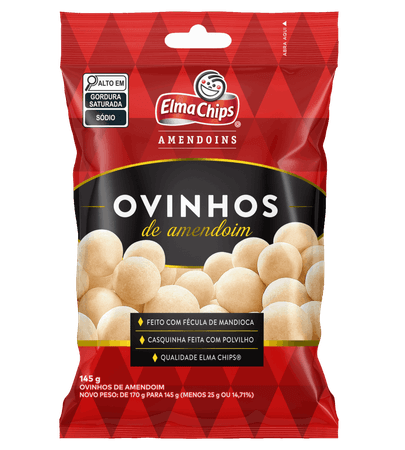 ABRA AQUI
ALTO EM
GORDURA
SATURADA
SÓDIO
Elma Chips
®
AMENDOINS
OVINHOS
de amendoim
FEITO COM FÉCULA DE MANDIOCA
CASQUINHA FEITA COM POLVILHO
QUALIDADE ELMA CHIPS®
145 g
OVINHOS DE AMENDOIM
NOVO PESO: DE 170 g PARA 145 g (MENOS 25 g OU 14,71%)